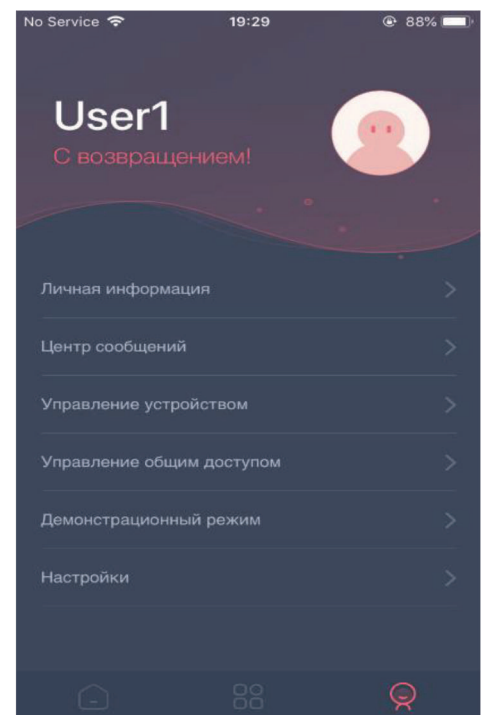 No Service 19:29 88%
User1
С возвращением!
Личная информация
Центр сообщений
Управление устройством
Управление общим доступом
Демонстрационный режим
Настройки